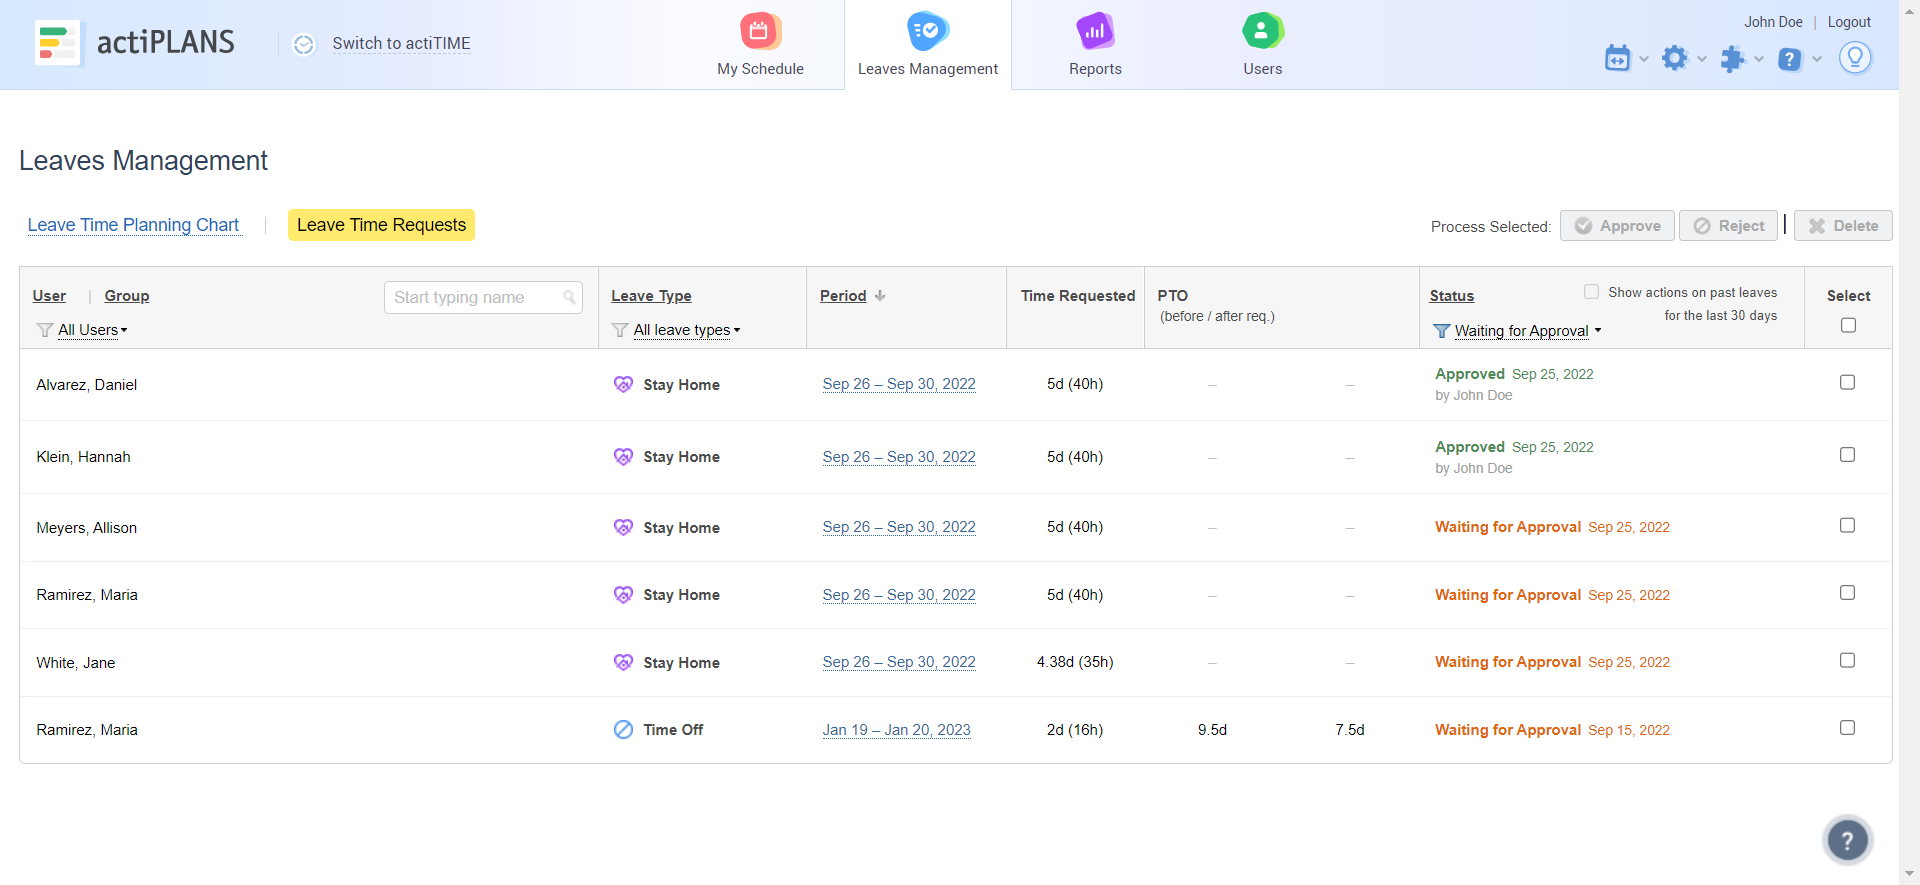 actiPLANS
Switch to actiTIME
My Schedule
Leaves Management
Reports
Users
John Doe | Logout
Leaves Management
Leave Time Planning Chart
Leave Time Requests
Process Selected:
Approve
Reject
Delete
User | Group
Start typing name
All Users
Leave Type
All leave types
Period
Time Requested
PTO
(before / after req.)
Status
Waiting for Approval
Show actions on past leaves
for the last 30 days
Select
Alvarez, Daniel Stay Home Sep 26 – Sep 30, 2022 5d (40h) – – Approved Sep 25, 2022
by John Doe
Klein, Hannah Stay Home Sep 26 – Sep 30, 2022 5d (40h) – – Approved Sep 25, 2022
by John Doe
Meyers, Allison Stay Home Sep 26 – Sep 30, 2022 5d (40h) – – Waiting for Approval Sep 25, 2022
Ramirez, Maria Stay Home Sep 26 – Sep 30, 2022 5d (40h) – – Waiting for Approval Sep 25, 2022
White, Jane Stay Home Sep 26 – Sep 30, 2022 4.38d (35h) – – Waiting for Approval Sep 25, 2022
Ramirez, Maria Time Off Jan 19 – Jan 20, 2023 2d (16h) 9.5d 7.5d Waiting for Approval Sep 15, 2022
?